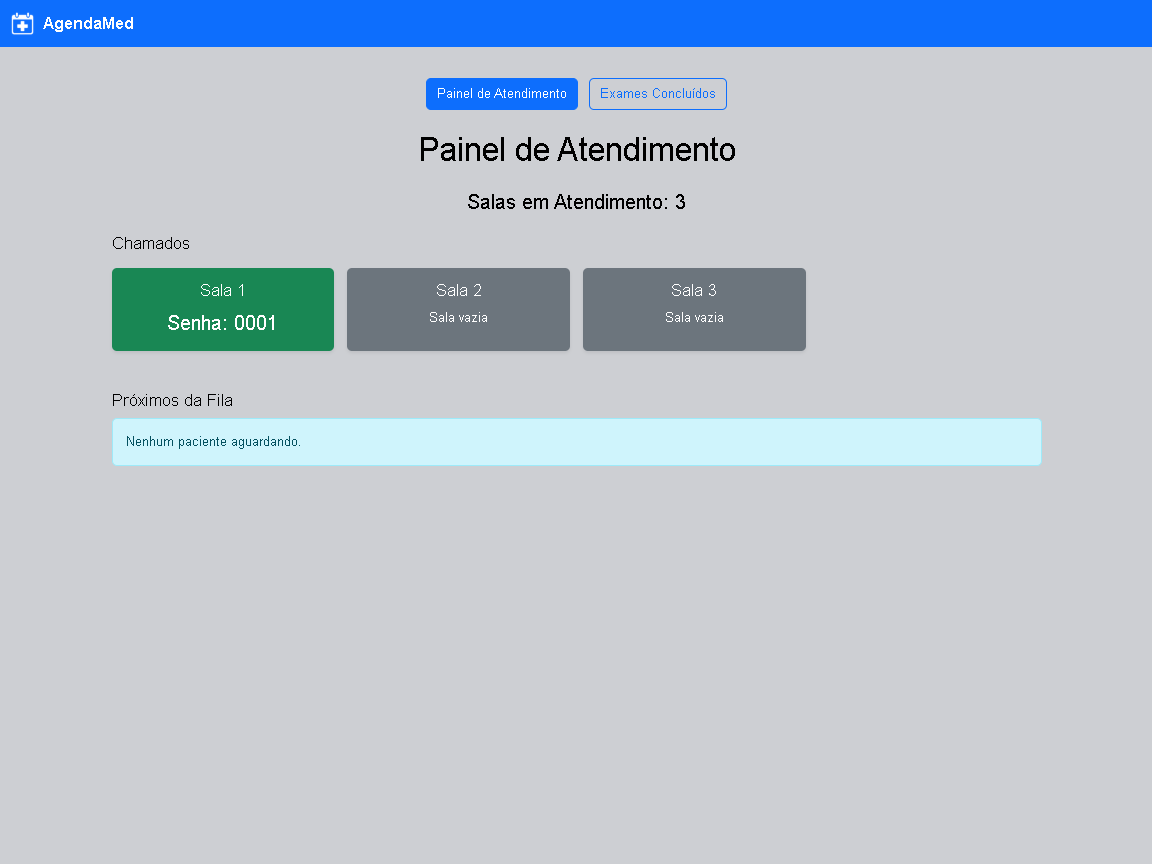 AgendaMed
Painel de Atendimento
Exames Concluídos
Painel de Atendimento
Salas em Atendimento: 3
Chamados
Sala 1
Senha: 0001
Sala 2
Sala vazia
Sala 3
Sala vazia
Próximos da Fila
Nenhum paciente aguardando.